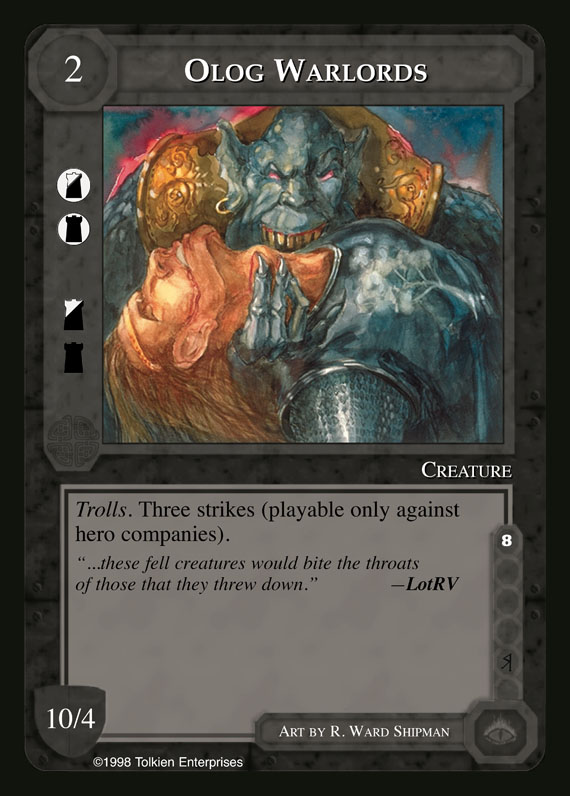 2
OLOG WARLORDS
CREATURE
Trolls. Three strikes (playable only against
hero companies).
8
“...these fell creatures would bite the throats
of those that they threw down.” —LotRV
10/4
ART BY R. WARD SHIPMAN
©1998 Tolkien Enterprises